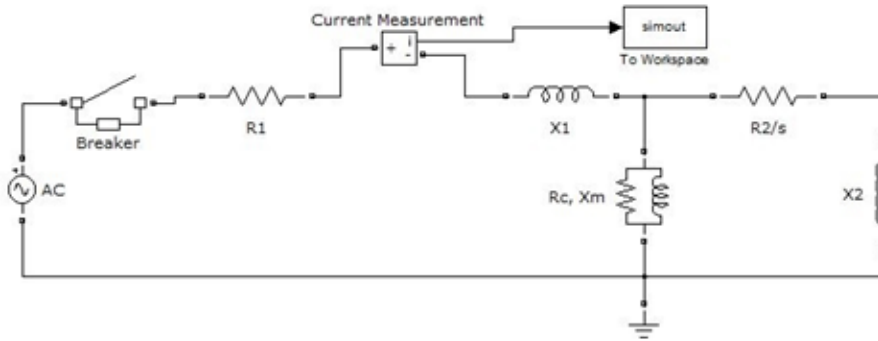 Current Measurement
+
i
-
simout
To Workspace
Breaker
R1
X1
R2/s
AC
Rc, Xm
X2